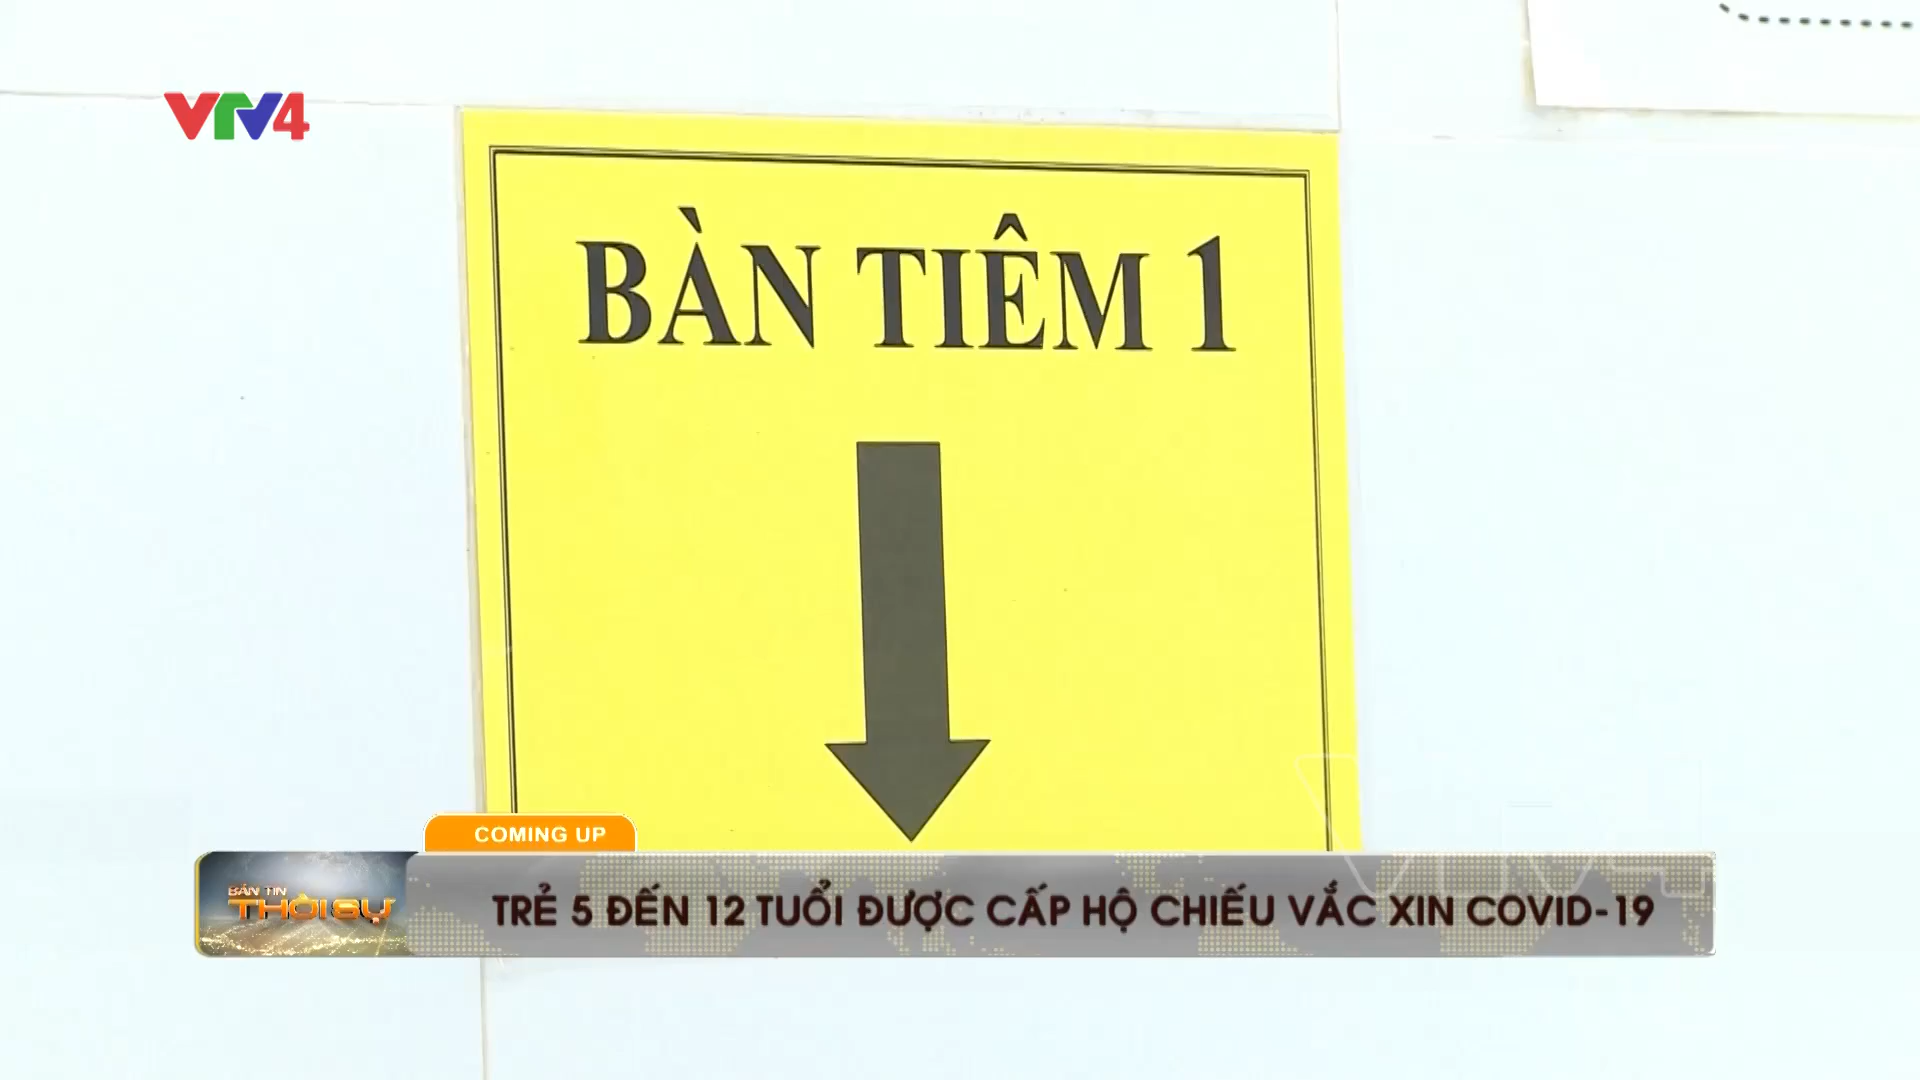 VTV4
BÀN TIÊM 1
COMING UP
BẢN TIN
THỜI SỰ
TRẺ 5 ĐẾN 12 TUỔI ĐƯỢC CẤP HỘ CHIẾU VẮC XIN COVID-19
VTV4